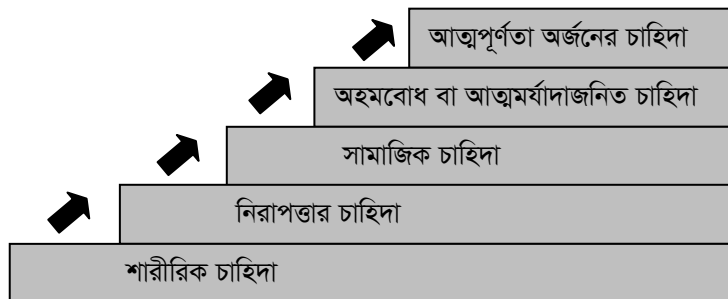 আত্মপূর্ণতা অর্জনের চাহিদা
অহমবোধ বা আত্মমর্যাদাজনিত চাহিদা
সামাজিক চাহিদা
নিরাপত্তার চাহিদা
শারীরিক চাহিদা